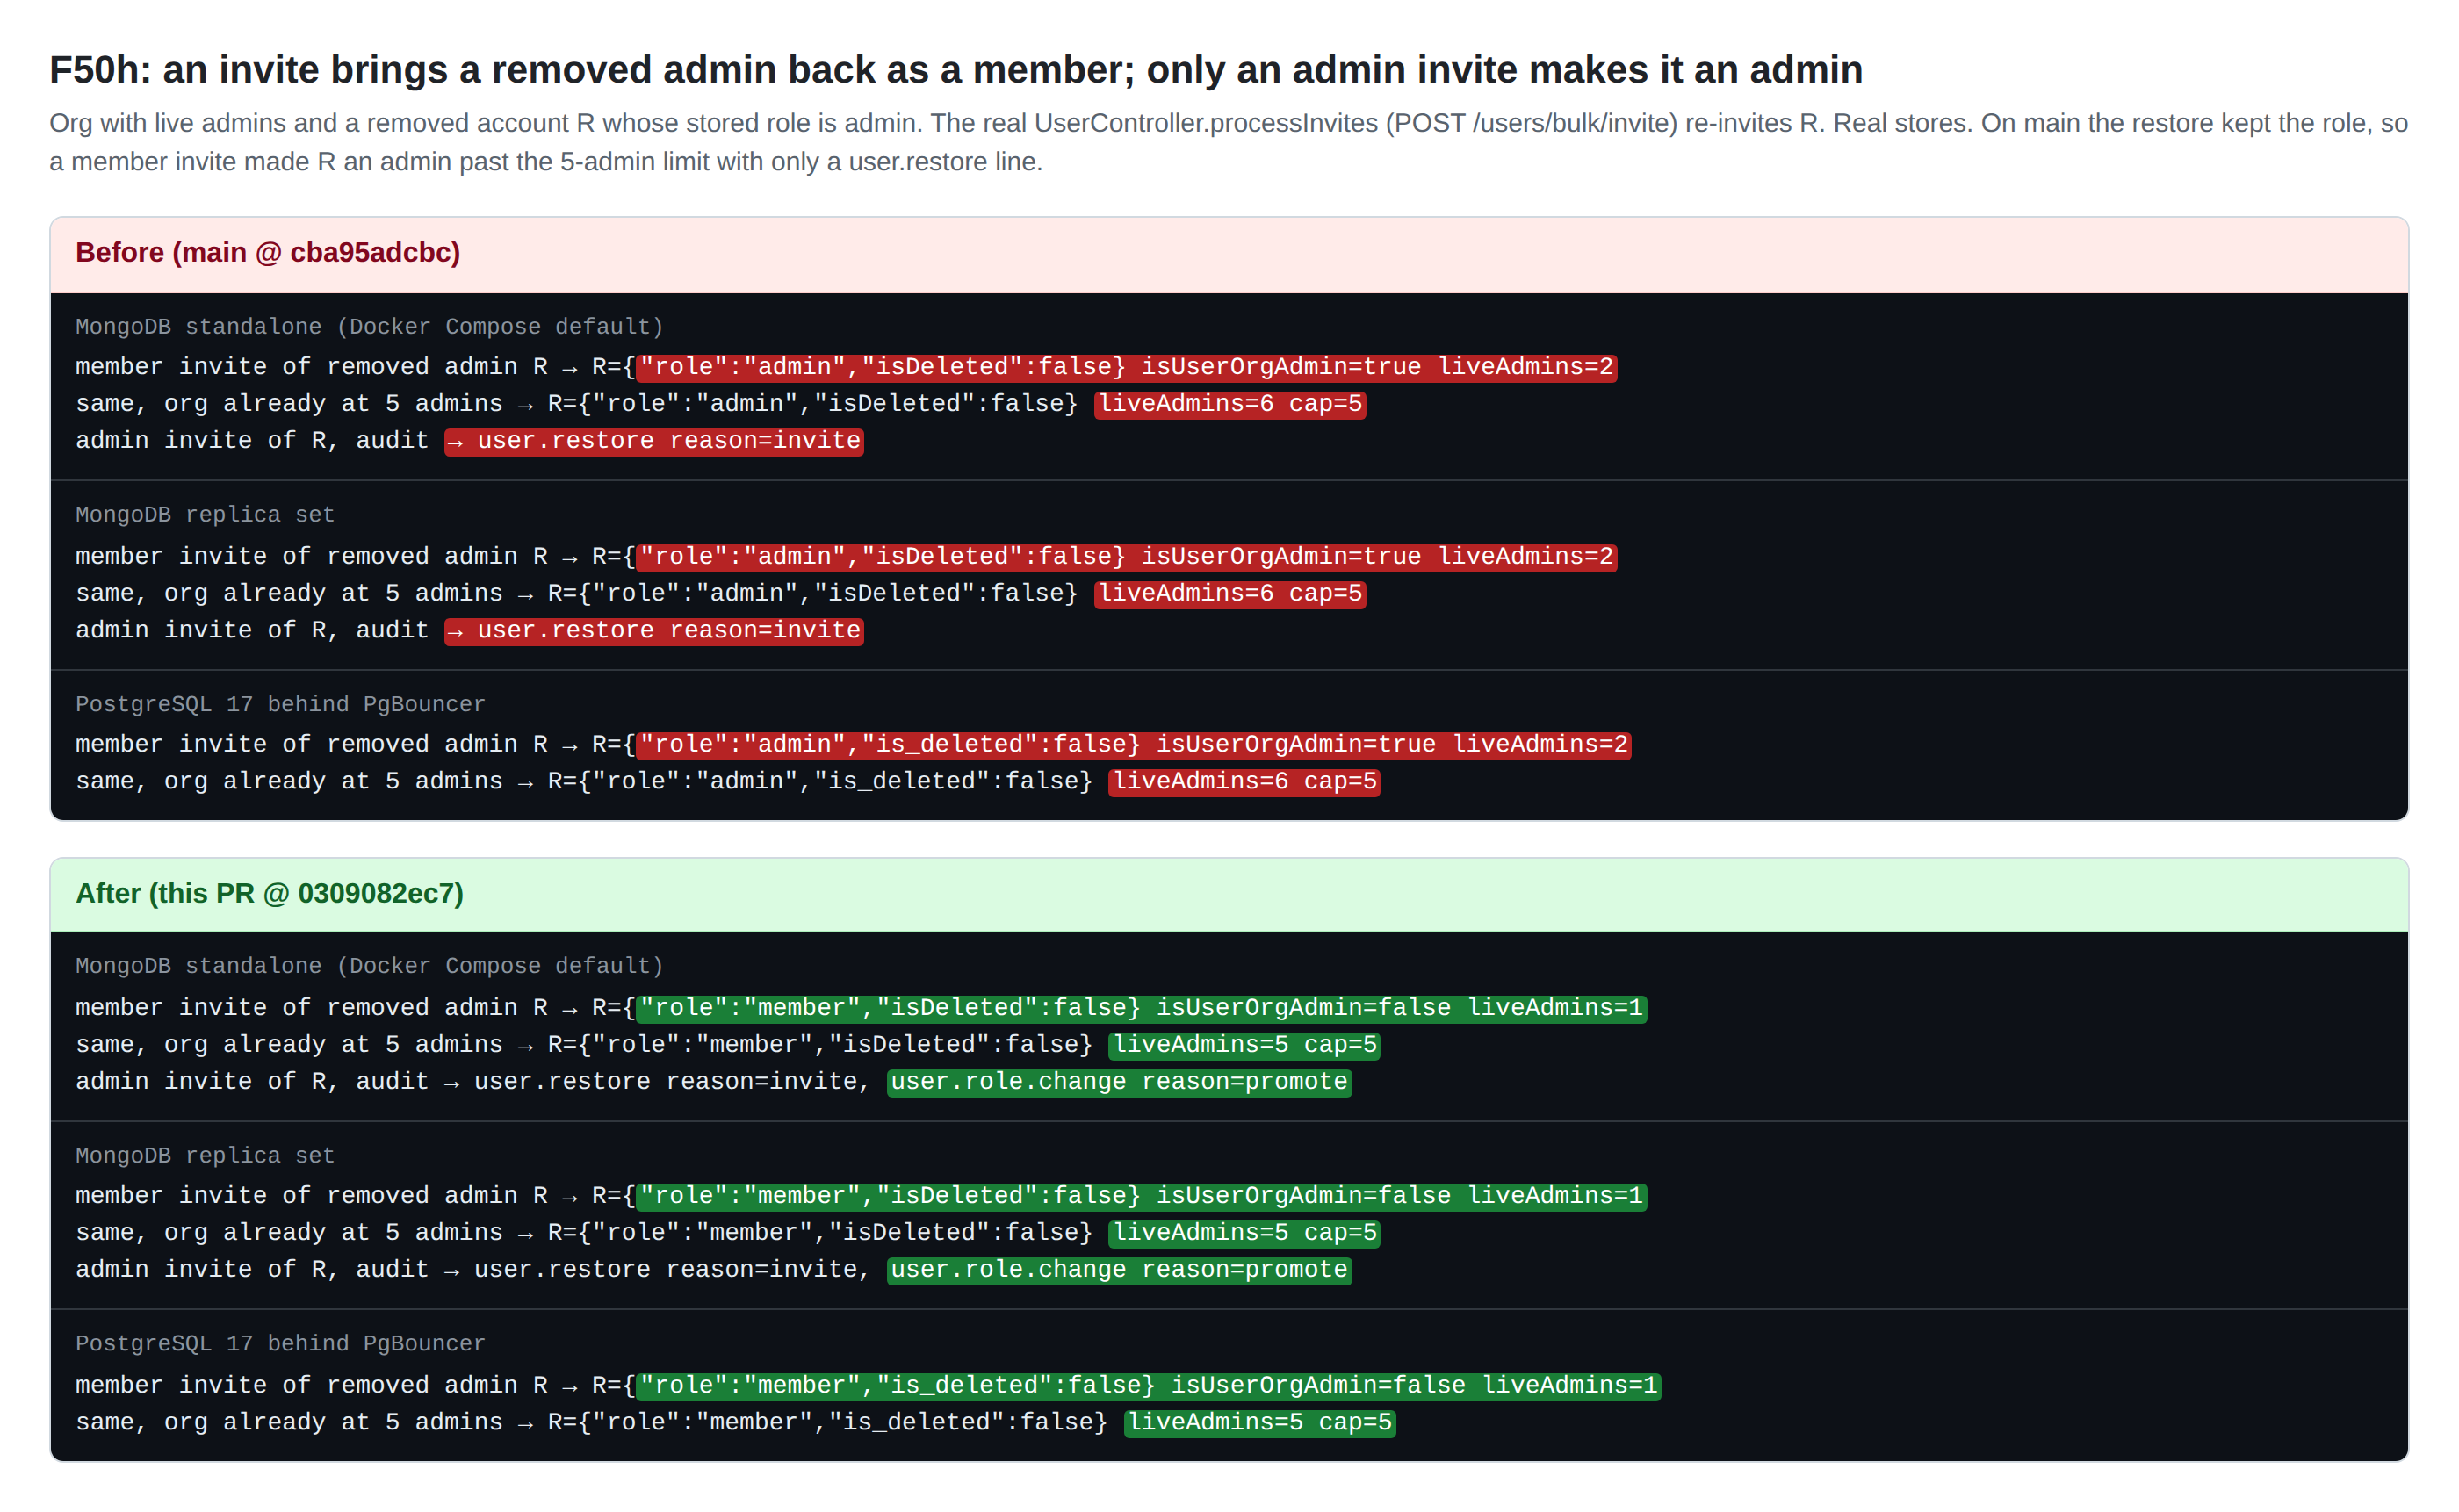 F50h: an invite brings a removed admin back as a member; only an admin invite makes it an admin
Org with live admins and a removed account R whose stored role is admin. The real UserController.processInvites (POST /users/bulk/invite) re-invites R. Real stores. On main the restore kept the role, so
a member invite made R an admin past the 5-admin limit with only a user.restore line.
Before (main @ cba95adcbc)
MongoDB standalone (Docker Compose default)
member invite of removed admin R → R={"role":"admin","isDeleted":false} isUserOrgAdmin=true liveAdmins=2
same, org already at 5 admins → R={"role":"admin","isDeleted":false} liveAdmins=6 cap=5
admin invite of R, audit → user.restore reason=invite
MongoDB replica set
member invite of removed admin R → R={"role":"admin","isDeleted":false} isUserOrgAdmin=true liveAdmins=2
same, org already at 5 admins → R={"role":"admin","isDeleted":false} liveAdmins=6 cap=5
admin invite of R, audit → user.restore reason=invite
PostgreSQL 17 behind PgBouncer
member invite of removed admin R → R={"role":"admin","is_deleted":false} isUserOrgAdmin=true liveAdmins=2
same, org already at 5 admins → R={"role":"admin","is_deleted":false} liveAdmins=6 cap=5
After (this PR @ 0309082ec7)
MongoDB standalone (Docker Compose default)
member invite of removed admin R → R={"role":"member","isDeleted":false} isUserOrgAdmin=false liveAdmins=1
same, org already at 5 admins → R={"role":"member","isDeleted":false} liveAdmins=5 cap=5
admin invite of R, audit → user.restore reason=invite, user.role.change reason=promote
MongoDB replica set
member invite of removed admin R → R={"role":"member","isDeleted":false} isUserOrgAdmin=false liveAdmins=1
same, org already at 5 admins → R={"role":"member","isDeleted":false} liveAdmins=5 cap=5
admin invite of R, audit → user.restore reason=invite, user.role.change reason=promote
PostgreSQL 17 behind PgBouncer
member invite of removed admin R → R={"role":"member","is_deleted":false} isUserOrgAdmin=false liveAdmins=1
same, org already at 5 admins → R={"role":"member","is_deleted":false} liveAdmins=5 cap=5